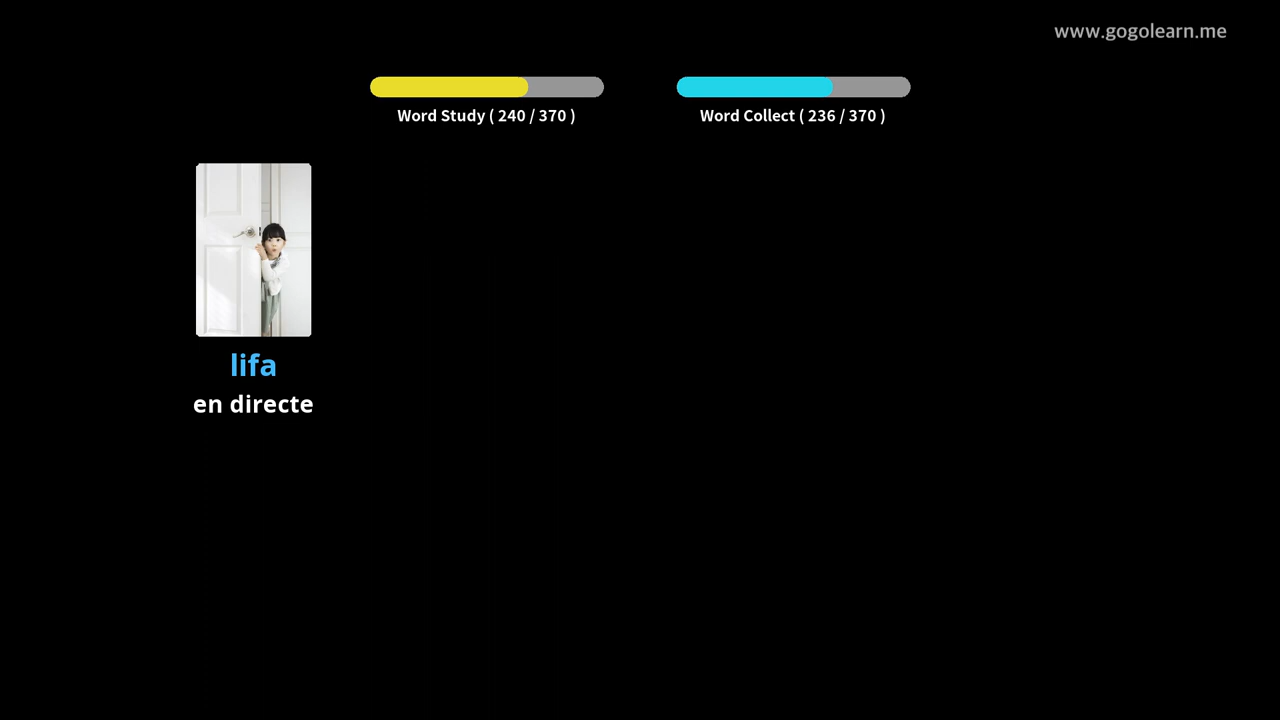 www.gogolearn.me
Word Study ( 240 / 370 )
Word Collect ( 236 / 370 )
lifa
en directe